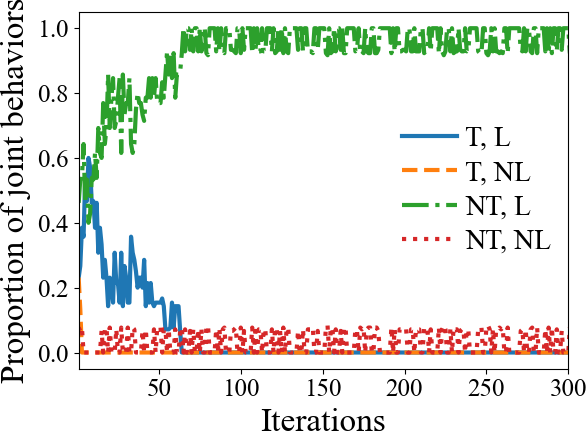 Proportion of joint behaviors
1.0
0.8
0.6
0.4
0.2
0.0
T, L
T, NL
NT, L
NT, NL
50 100 150 200 250 300
Iterations